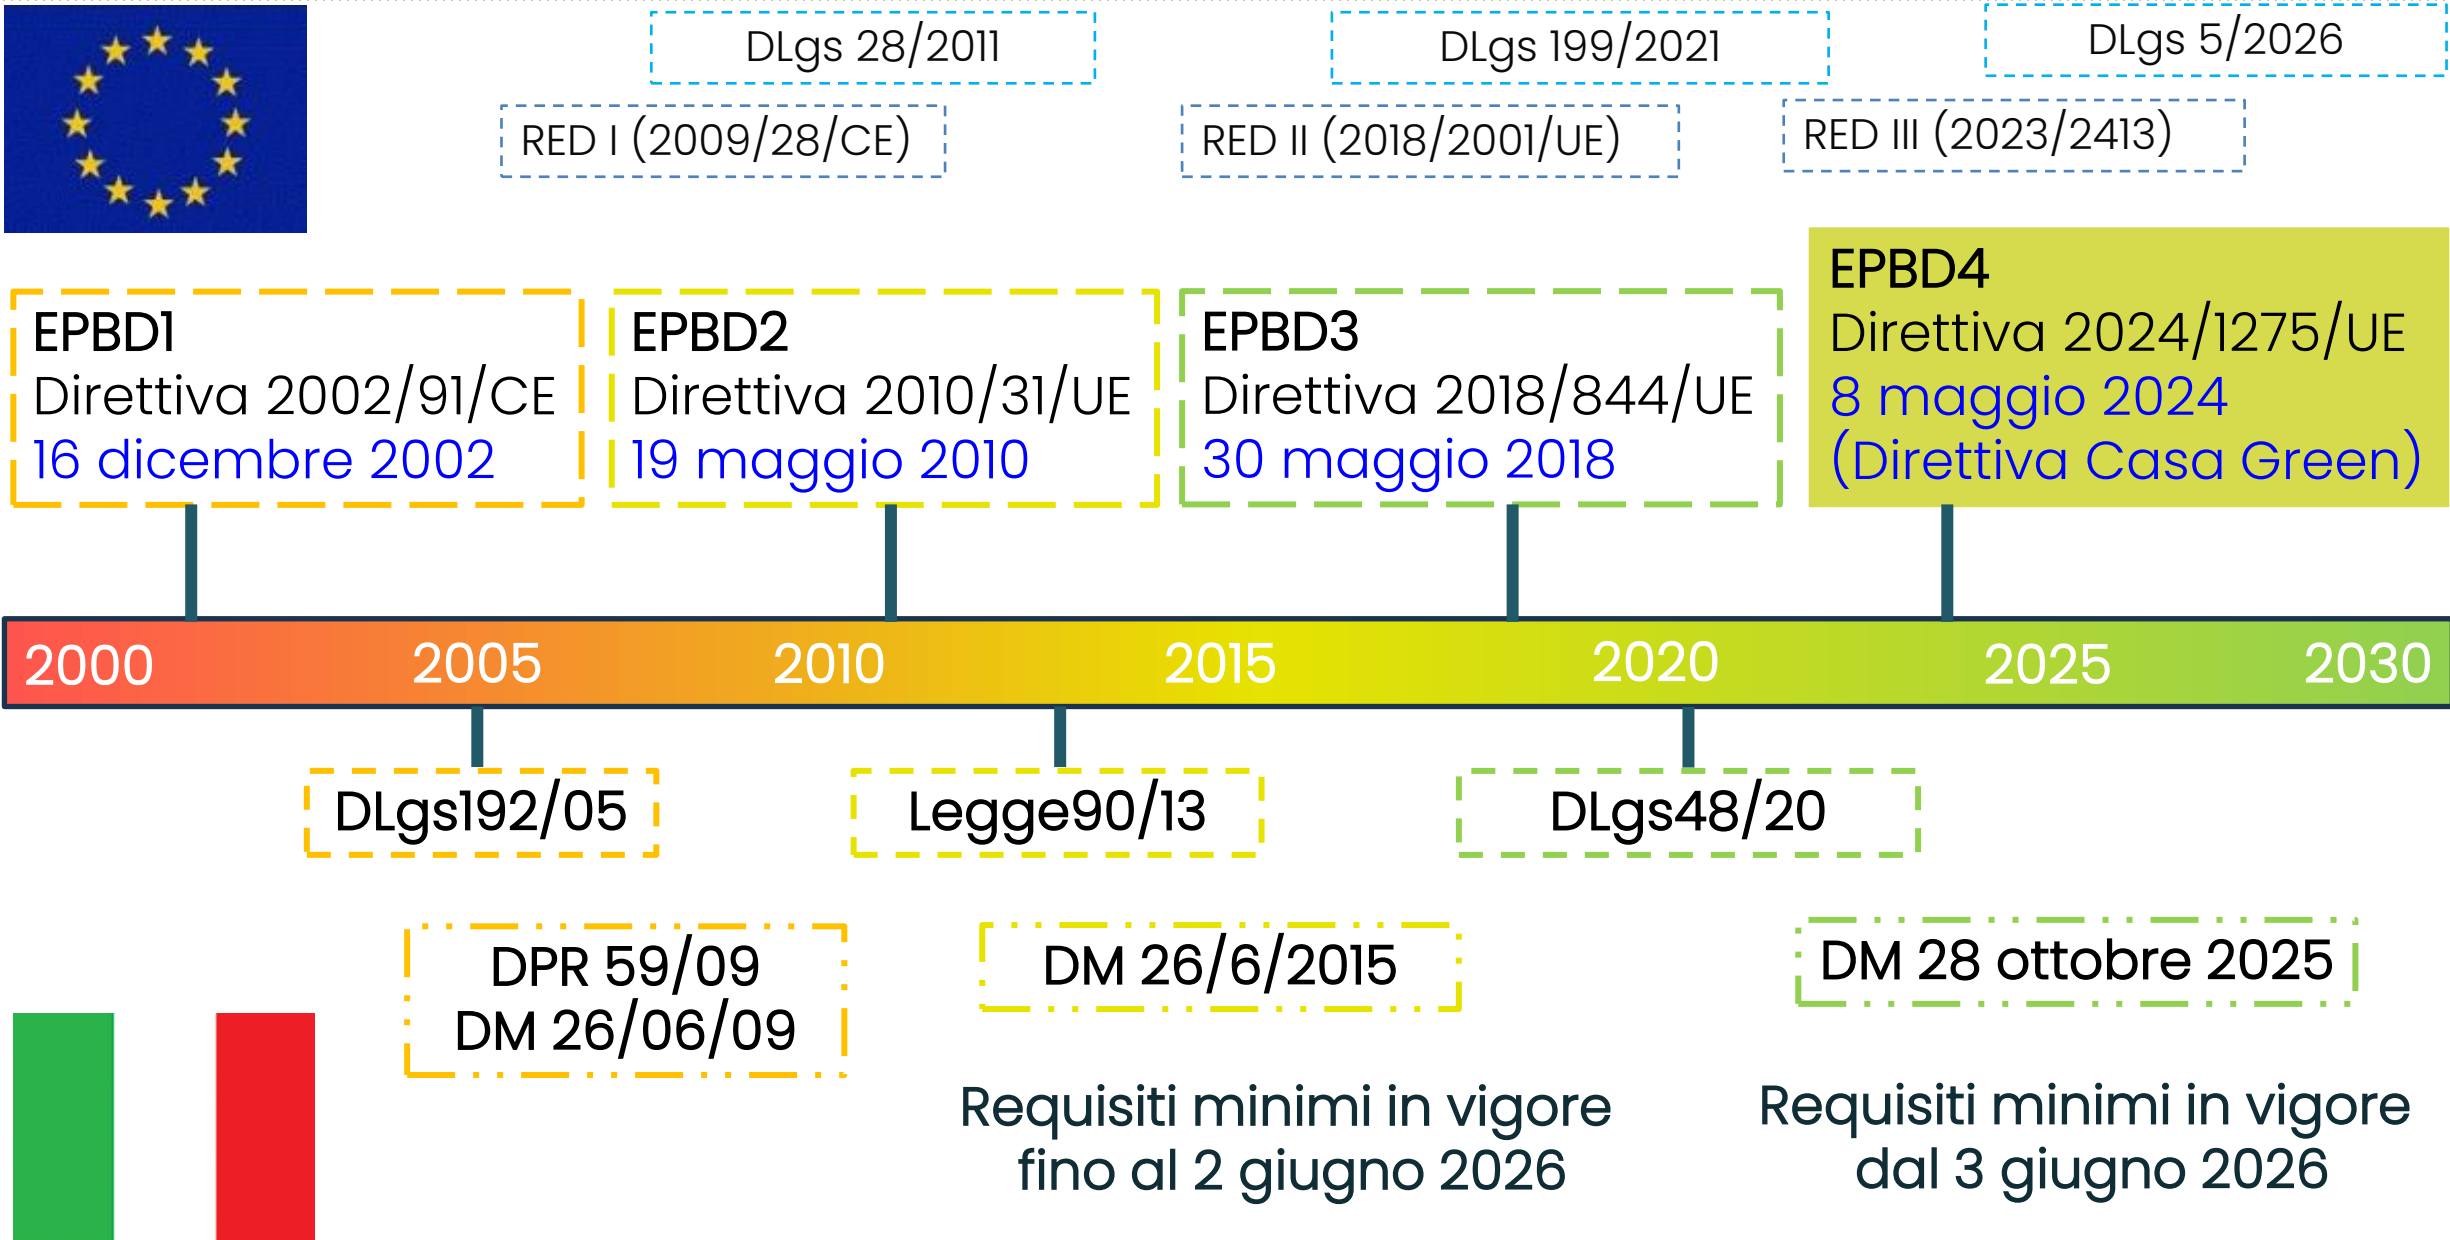 DLgs 28/2011
DLgs 199/2021
DLgs 5/2026
RED I (2009/28/CE)
RED II (2018/2001/UE)
RED III (2023/2413)
EPBD1
Direttiva 2002/91/CE
16 dicembre 2002
EPBD2
Direttiva 2010/31/UE
19 maggio 2010
EPBD3
Direttiva 2018/844/UE
30 maggio 2018
EPBD4
Direttiva 2024/1275/UE
8 maggio 2024
(Direttiva Casa Green)
2000 2005 2010 2015 2020 2025 2030
DLgs192/05
Legge90/13
DLgs48/20
DPR 59/09
DM 26/06/09
DM 26/6/2015
DM 28 ottobre 2025
Requisiti minimi in vigore
fino al 2 giugno 2026
Requisiti minimi in vigore
dal 3 giugno 2026